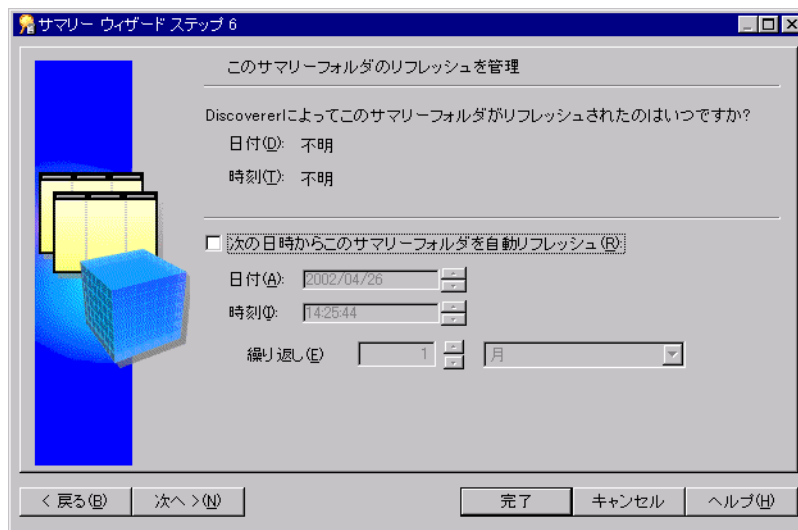 サマリー ウィザード ステップ 6
このサマリーフォルダのリフレッシュを管理
Discovererによってこのサマリーフォルダがリフレッシュされたのはいつですか?
日付(D): 不明
時刻(T): 不明
次の日時からこのサマリーフォルダを自動リフレッシュ(R):
日付(A): 2002/04/26
時刻(I): 14:25:44
繰り返し(E) 1 月
< 戻る(B) 次へ >(N) 完了 キャンセル ヘルプ(H)